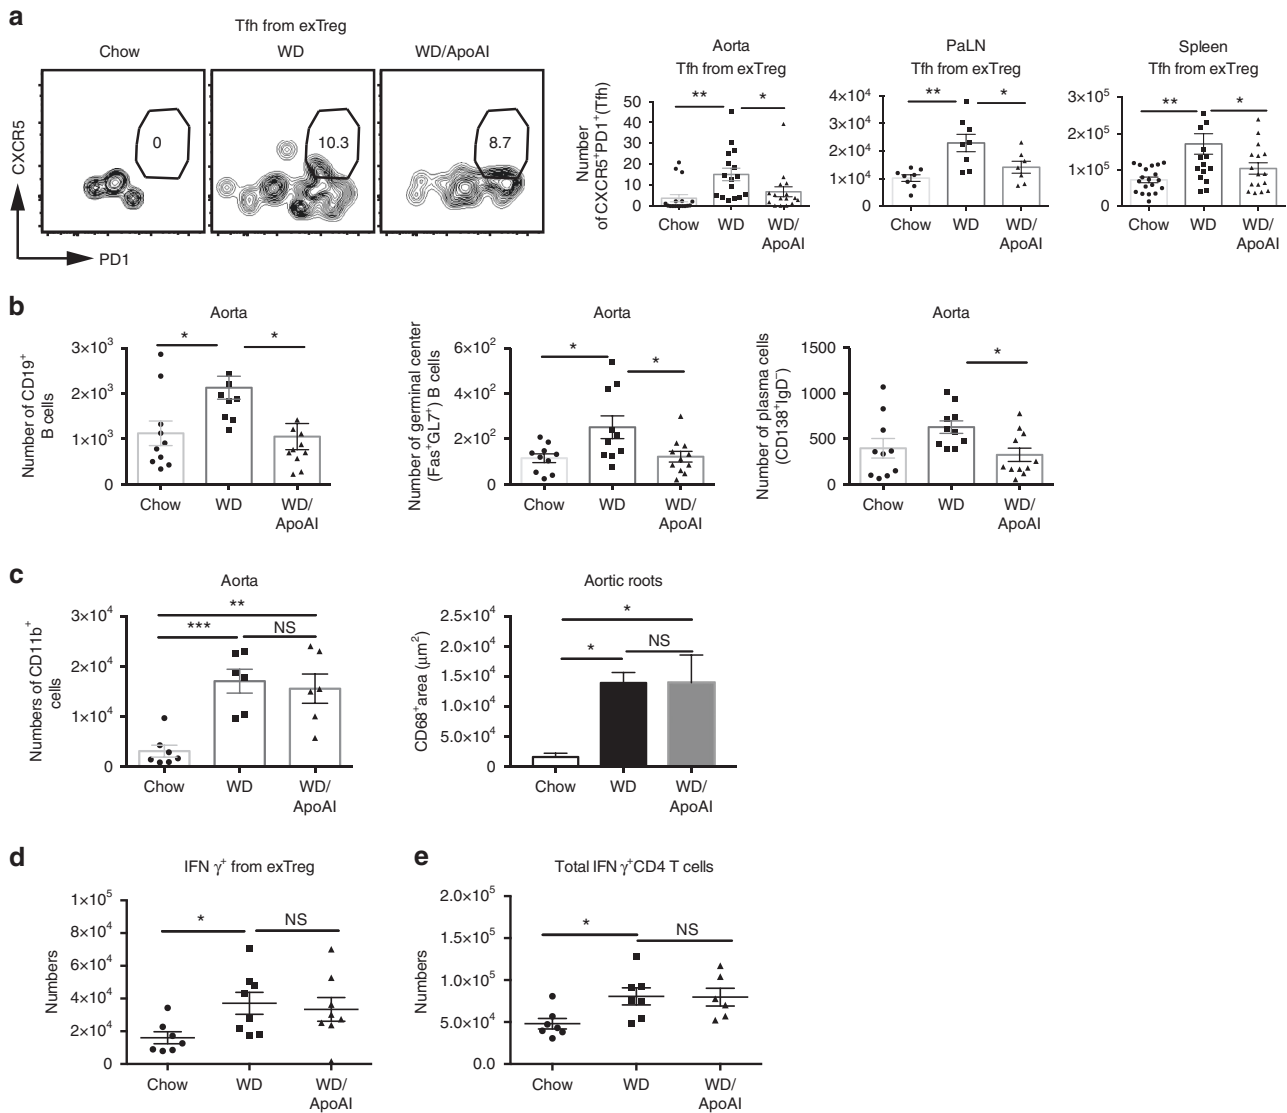 a
Tfh from exTreg
Chow
WD
WD/ApoAI
0
10.3
8.7
CXCR5
PD1
Aorta
Tfh from exTreg
Number
of CXCR5⁺PD1⁺(Tfh)
50
40
30
20
10
0
**
*
Chow
WD
WD/
ApoAI
PaLN
Tfh from exTreg
4×10⁴
3×10⁴
2×10⁴
1×10⁴
0
**
*
Chow
WD
WD/
ApoAI
Spleen
Tfh from exTreg
3×10⁵
2×10⁵
1×10⁵
0
**
*
Chow
WD
WD/
ApoAI
b
Aorta
Number of CD19⁺
B cells
3×10³
2×10³
1×10³
0
*
*
Chow
WD
WD/
ApoAI
Aorta
Number of germinal center
(Fas⁺GL7⁺) B cells
6×10²
4×10²
2×10²
0
*
*
Chow
WD
WD/
ApoAI
Aorta
Number of plasma cells
(CD138⁺IgD⁻)
1500
1000
500
0
*
Chow
WD
WD/
ApoAI
c
Aorta
Numbers of CD11b⁺
cells
3×10⁴
2×10⁴
1×10⁴
0
**
***
NS
Chow
WD
WD/
ApoAI
Aortic roots
CD68⁺area (μm²)
2.5×10⁴
2.0×10⁴
1.5×10⁴
1.0×10⁴
5.0×10³
0
*
*
NS
Chow
WD
WD/
ApoAI
d
IFN γ⁺ from exTreg
Numbers
1×10⁵
8×10⁴
6×10⁴
4×10⁴
2×10⁴
0
*
NS
Chow
WD
WD/
ApoAI
e
Total IFN γ⁺CD4 T cells
Numbers
2.0×10⁵
1.5×10⁵
1.0×10⁵
5.0×10⁴
0.0
*
NS
Chow
WD
WD/
ApoAI